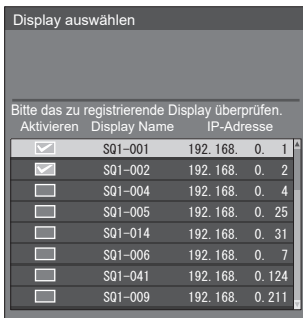 Display auswählen
Bitte das zu registrierende Display überprüfen.
Aktivieren Display Name IP-Adresse
SQ1-001 192.168. 0. 1
SQ1-002 192.168. 0. 2
SQ1-004 192.168. 0. 4
SQ1-005 192.168. 0. 25
SQ1-014 192.168. 0. 31
SQ1-006 192.168. 0. 7
SQ1-041 192.168. 0.124
SQ1-009 192.168. 0.211